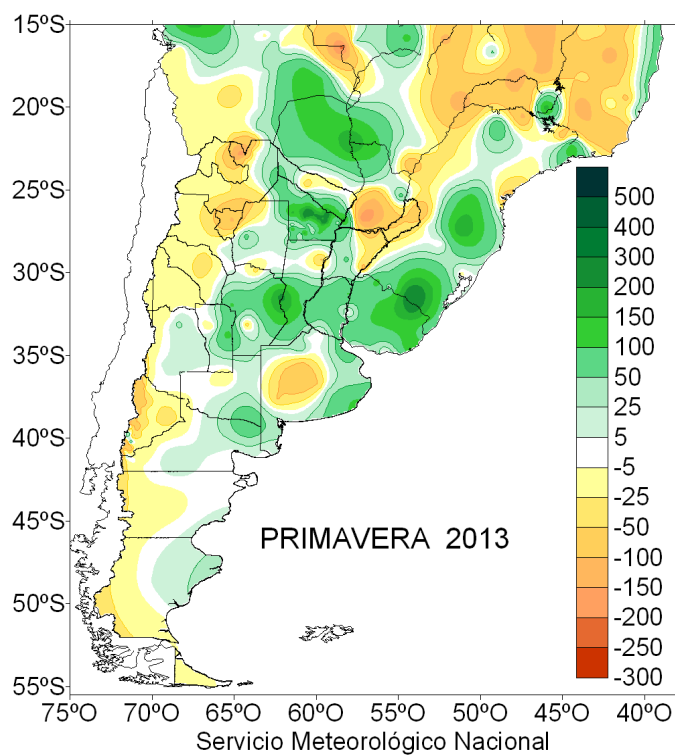 15ºS
20ºS
25ºS
30ºS
35ºS
40ºS
45ºS
50ºS
55ºS
500
400
300
200
150
100
50
25
5
-5
-25
-50
-100
-150
-200
-250
-300
PRIMAVERA 2013
75ºO 70ºO 65ºO 60ºO 55ºO 50ºO 45ºO 40ºO
Servicio Meteorológico Nacional